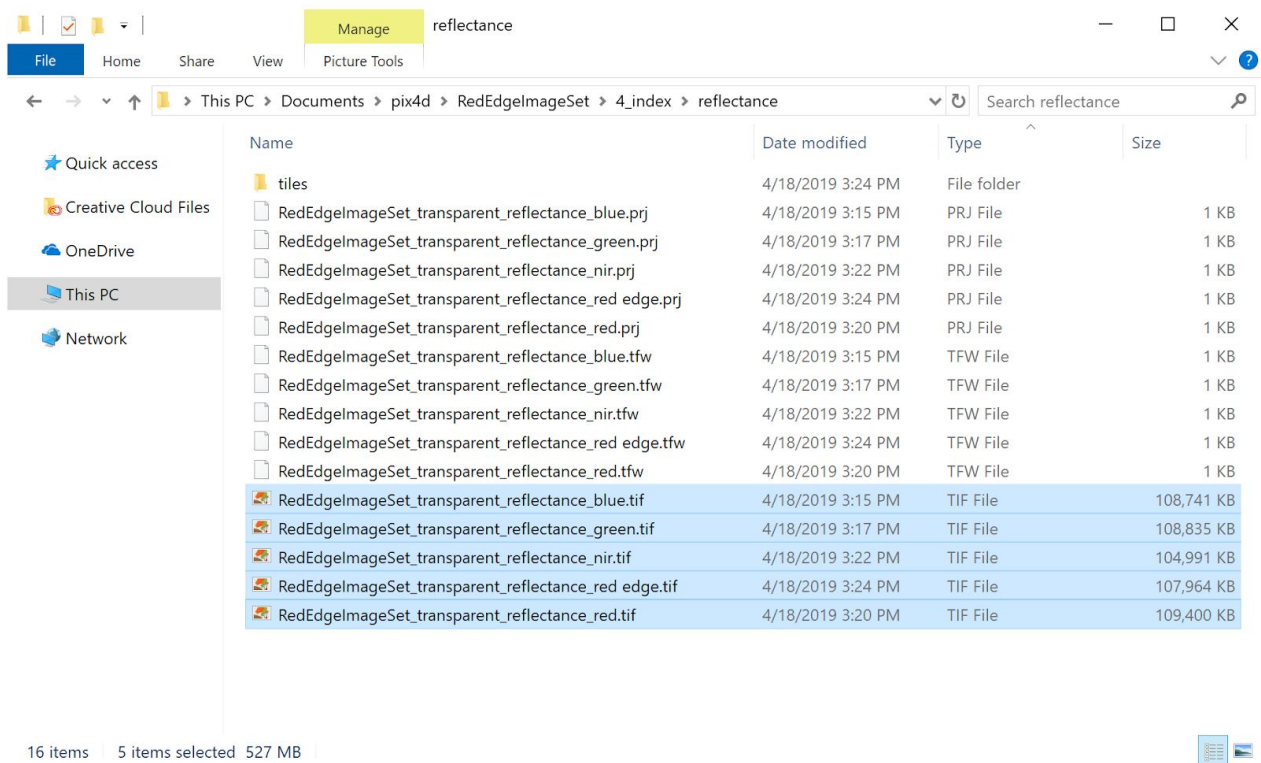 Manage reflectance
File Home Share View Picture Tools
This PC > Documents > pix4d > RedEdgeImageSet > 4_index > reflectance Search reflectance
Quick access
Creative Cloud Files
OneDrive
This PC
Network
Name Date modified Type Size
tiles 4/18/2019 3:24 PM File folder
RedEdgeImageSet_transparent_reflectance_blue.prj 4/18/2019 3:15 PM PRJ File 1 KB
RedEdgeImageSet_transparent_reflectance_green.prj 4/18/2019 3:17 PM PRJ File 1 KB
RedEdgeImageSet_transparent_reflectance_nir.prj 4/18/2019 3:22 PM PRJ File 1 KB
RedEdgeImageSet_transparent_reflectance_red edge.prj 4/18/2019 3:24 PM PRJ File 1 KB
RedEdgeImageSet_transparent_reflectance_red.prj 4/18/2019 3:20 PM PRJ File 1 KB
RedEdgeImageSet_transparent_reflectance_blue.tfw 4/18/2019 3:15 PM TFW File 1 KB
RedEdgeImageSet_transparent_reflectance_green.tfw 4/18/2019 3:17 PM TFW File 1 KB
RedEdgeImageSet_transparent_reflectance_nir.tfw 4/18/2019 3:22 PM TFW File 1 KB
RedEdgeImageSet_transparent_reflectance_red edge.tfw 4/18/2019 3:24 PM TFW File 1 KB
RedEdgeImageSet_transparent_reflectance_red.tfw 4/18/2019 3:20 PM TFW File 1 KB
RedEdgeImageSet_transparent_reflectance_blue.tif 4/18/2019 3:15 PM TIF File 108,741 KB
RedEdgeImageSet_transparent_reflectance_green.tif 4/18/2019 3:17 PM TIF File 108,835 KB
RedEdgeImageSet_transparent_reflectance_nir.tif 4/18/2019 3:22 PM TIF File 104,991 KB
RedEdgeImageSet_transparent_reflectance_red edge.tif 4/18/2019 3:24 PM TIF File 107,964 KB
RedEdgeImageSet_transparent_reflectance_red.tif 4/18/2019 3:20 PM TIF File 109,400 KB
16 items 5 items selected 527 MB